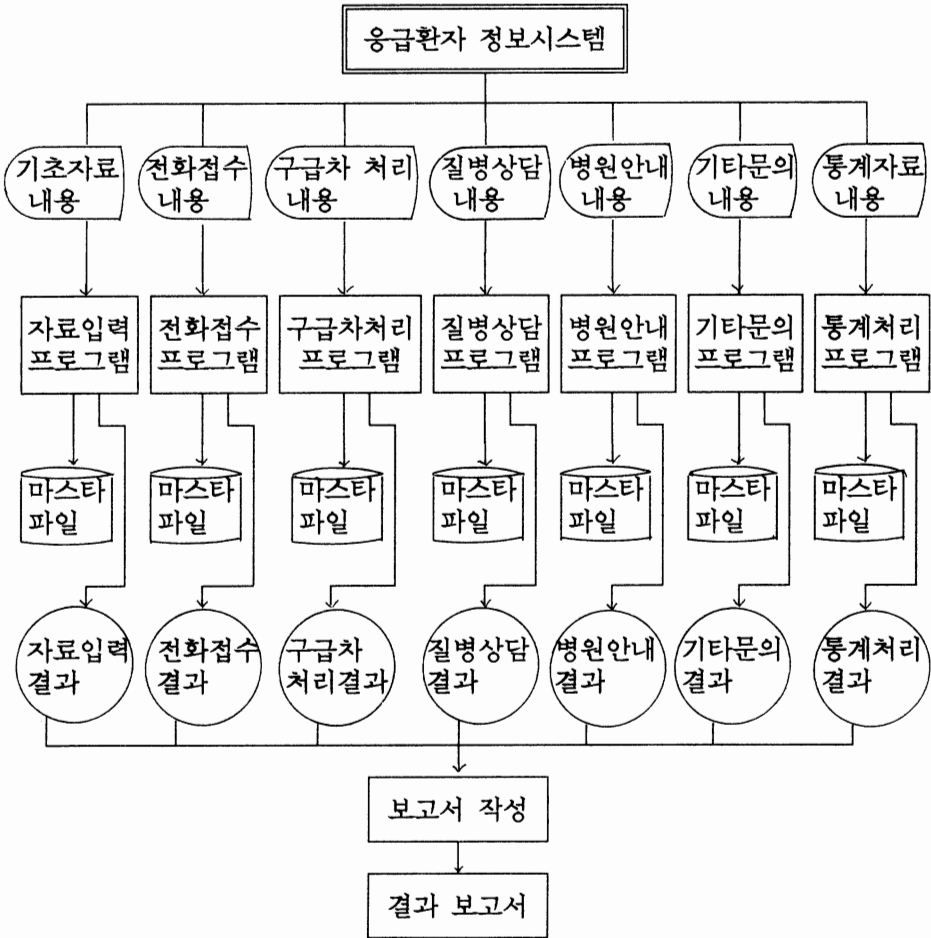 응급환자 정보시스템
기초자료
내용
전화접수
내용
구급차 처리
내용
질병상담
내용
병원안내
내용
기타문의
내용
통계자료
내용
자료입력
프로그램
전화접수
프로그램
구급차처리
프로그램
질병상담
프로그램
병원안내
프로그램
기타문의
프로그램
통계처리
프로그램
마스타
파일
마스타
파일
마스타
파일
마스타
파일
마스타
파일
마스타
파일
마스타
파일
자료입력
결과
전화접수
결과
구급차
처리결과
질병상담
결과
병원안내
결과
기타문의
결과
통계처리
결과
보고서 작성
결과 보고서